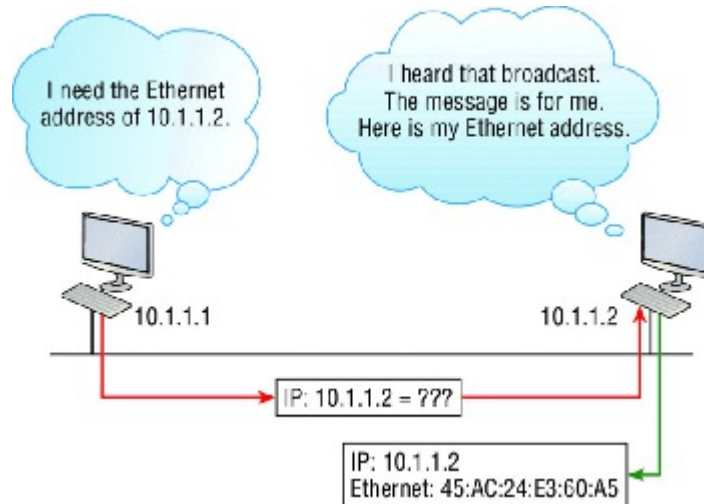 I need the Ethernet
address of 10.1.1.2.
I heard that broadcast.
The message is for me.
Here is my Ethernet address.
10.1.1.1
10.1.1.2
IP: 10.1.1.2 = ???
IP: 10.1.1.2
Ethernet: 45:AC:24:E3:60:A5